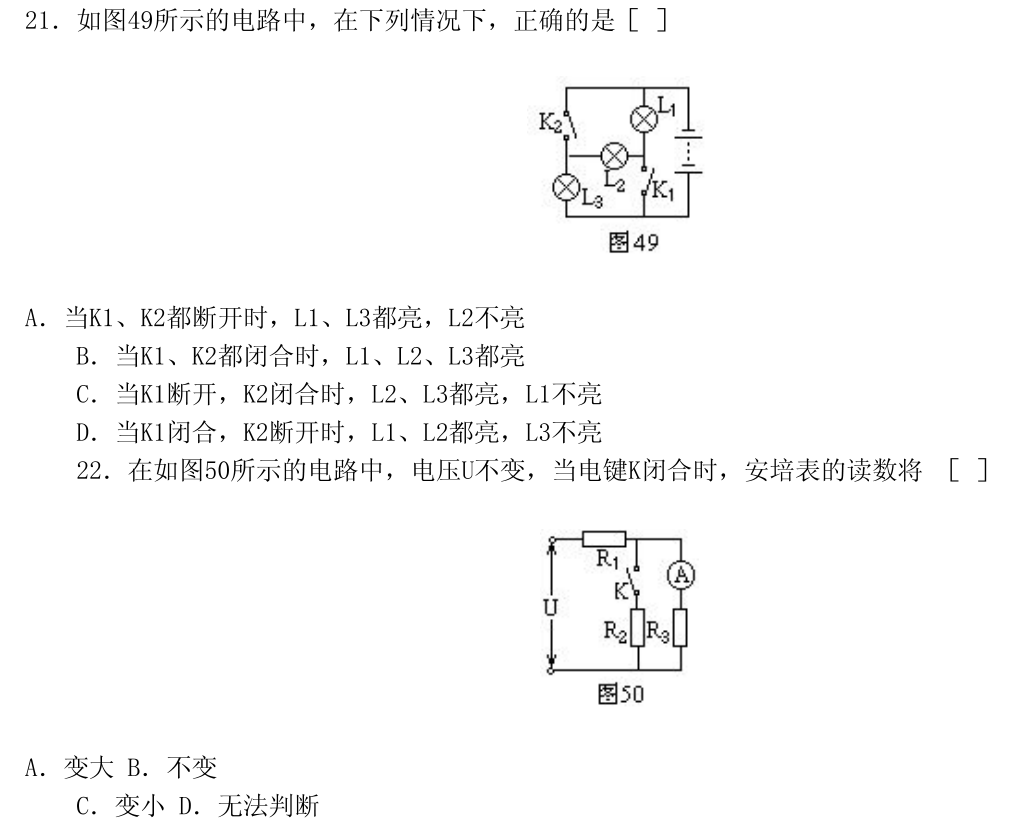 21. 如图49所示的电路中，在下列情况下，正确的是 [ ]
K2
L1
L2
L3
K1
图49
A. 当K1、K2都断开时，L1、L3都亮，L2不亮
B. 当K1、K2都闭合时，L1、L2、L3都亮
C. 当K1断开，K2闭合时，L2、L3都亮，L1不亮
D. 当K1闭合，K2断开时，L1、L2都亮，L3不亮
22. 在如图50所示的电路中，电压U不变，当电键K闭合时，安培表的读数将 [ ]
R1
A
K
U
R2
R3
图50
A. 变大 B. 不变
C. 变小 D. 无法判断